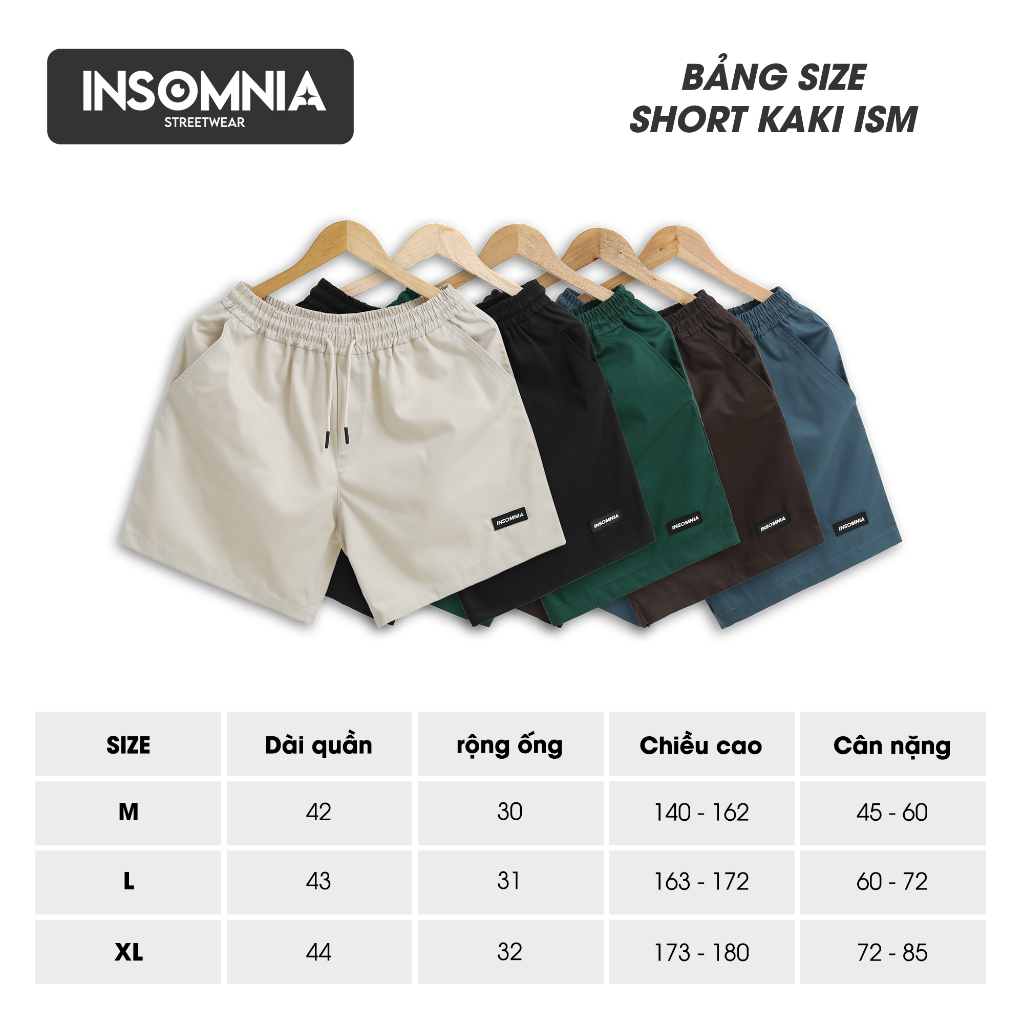 INSOMNIA
STREETWEAR
BẢNG SIZE
SHORT KAKI ISM
INSOMNIA
INSOMNIA
INSOMNIA
INSOMNIA
INSOMNIA
SIZE Dài quần rộng ống Chiều cao Cân nặng
M 42 30 140 - 162 45 - 60
L 43 31 163 - 172 60 - 72
XL 44 32 173 - 180 72 - 85